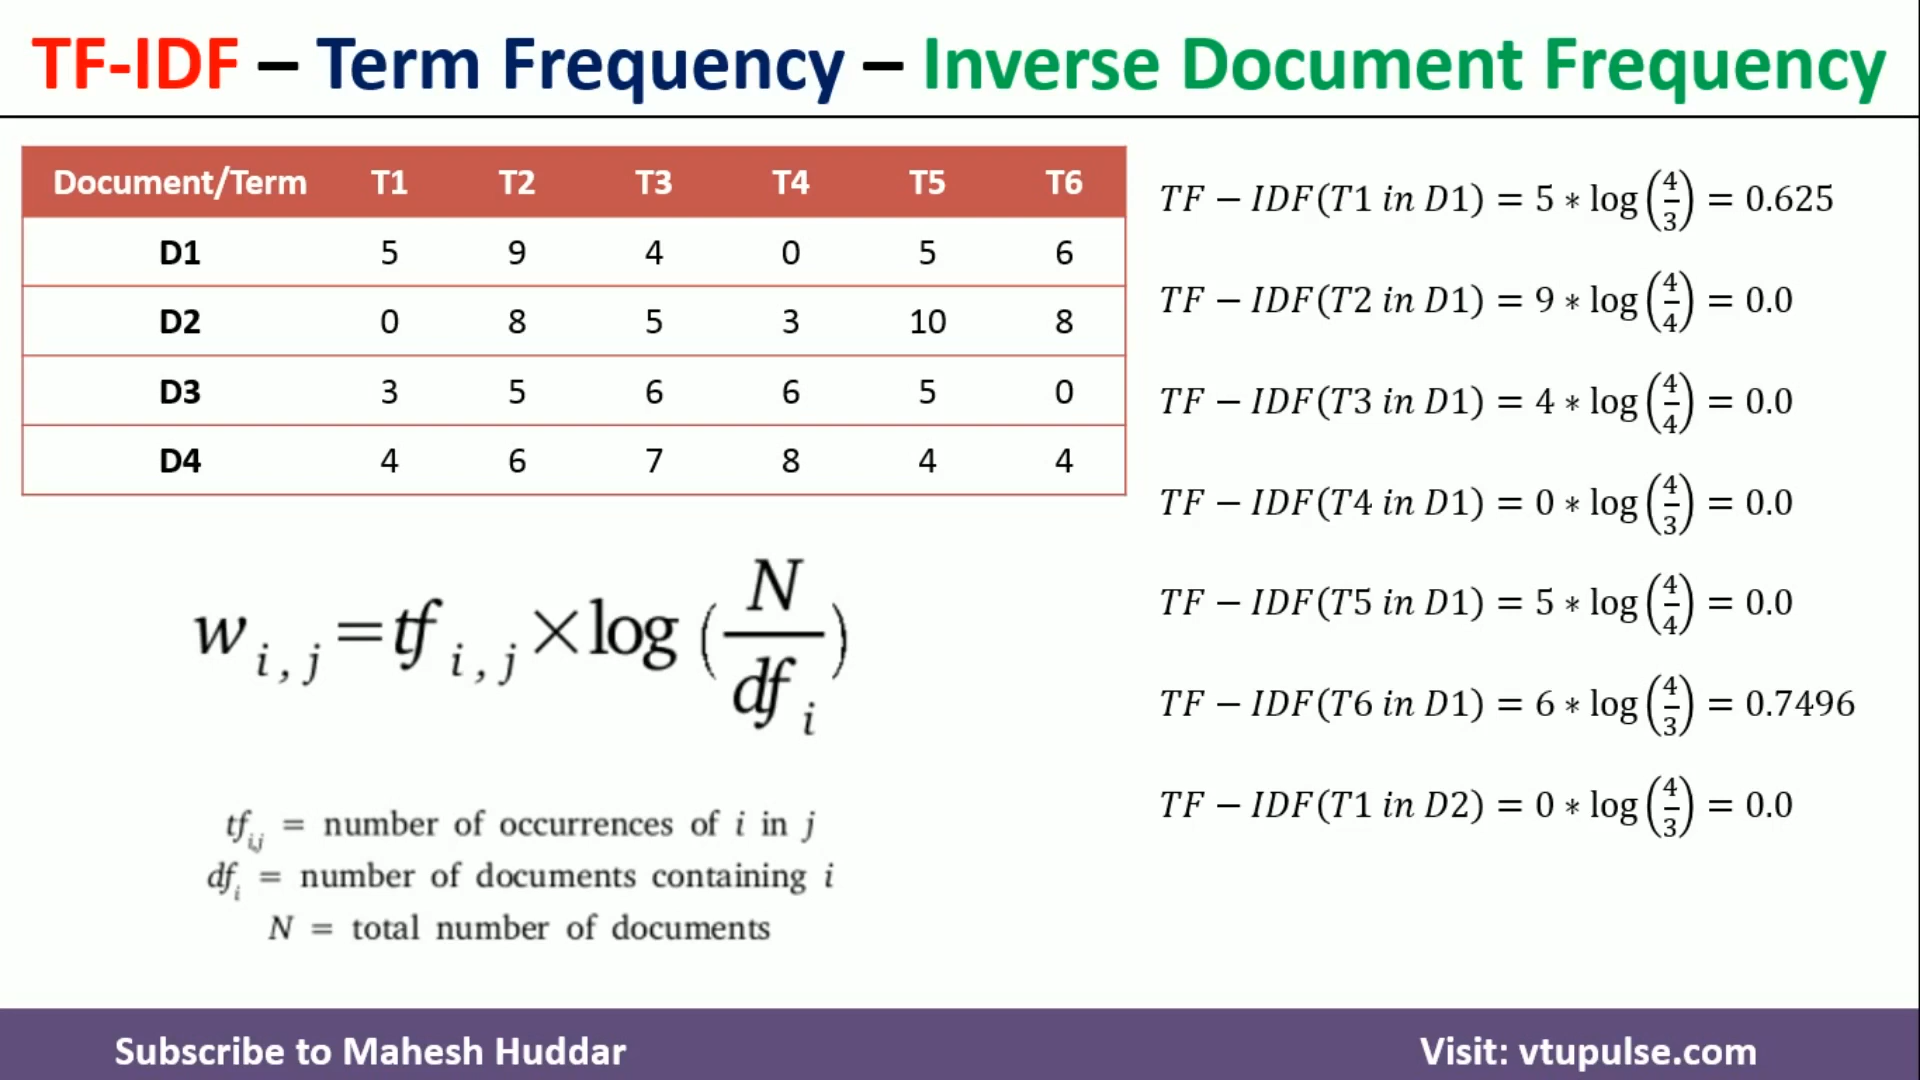 TF-IDF – Term Frequency – Inverse Document Frequency
Document/Term T1 T2 T3 T4 T5 T6
D1 5 9 4 0 5 6
D2 0 8 5 3 10 8
D3 3 5 6 6 5 0
D4 4 6 7 8 4 4
w i,j = tf i,j × log (N / df i)
tf i,j = number of occurrences of i in j
df i = number of documents containing i
N = total number of documents
TF − IDF(T1 in D1) = 5 * log (4/3) = 0.625
TF − IDF(T2 in D1) = 9 * log (4/4) = 0.0
TF − IDF(T3 in D1) = 4 * log (4/4) = 0.0
TF − IDF(T4 in D1) = 0 * log (4/3) = 0.0
TF − IDF(T5 in D1) = 5 * log (4/4) = 0.0
TF − IDF(T6 in D1) = 6 * log (4/3) = 0.7496
TF − IDF(T1 in D2) = 0 * log (4/3) = 0.0
Subscribe to Mahesh Huddar
Visit: vtupulse.com